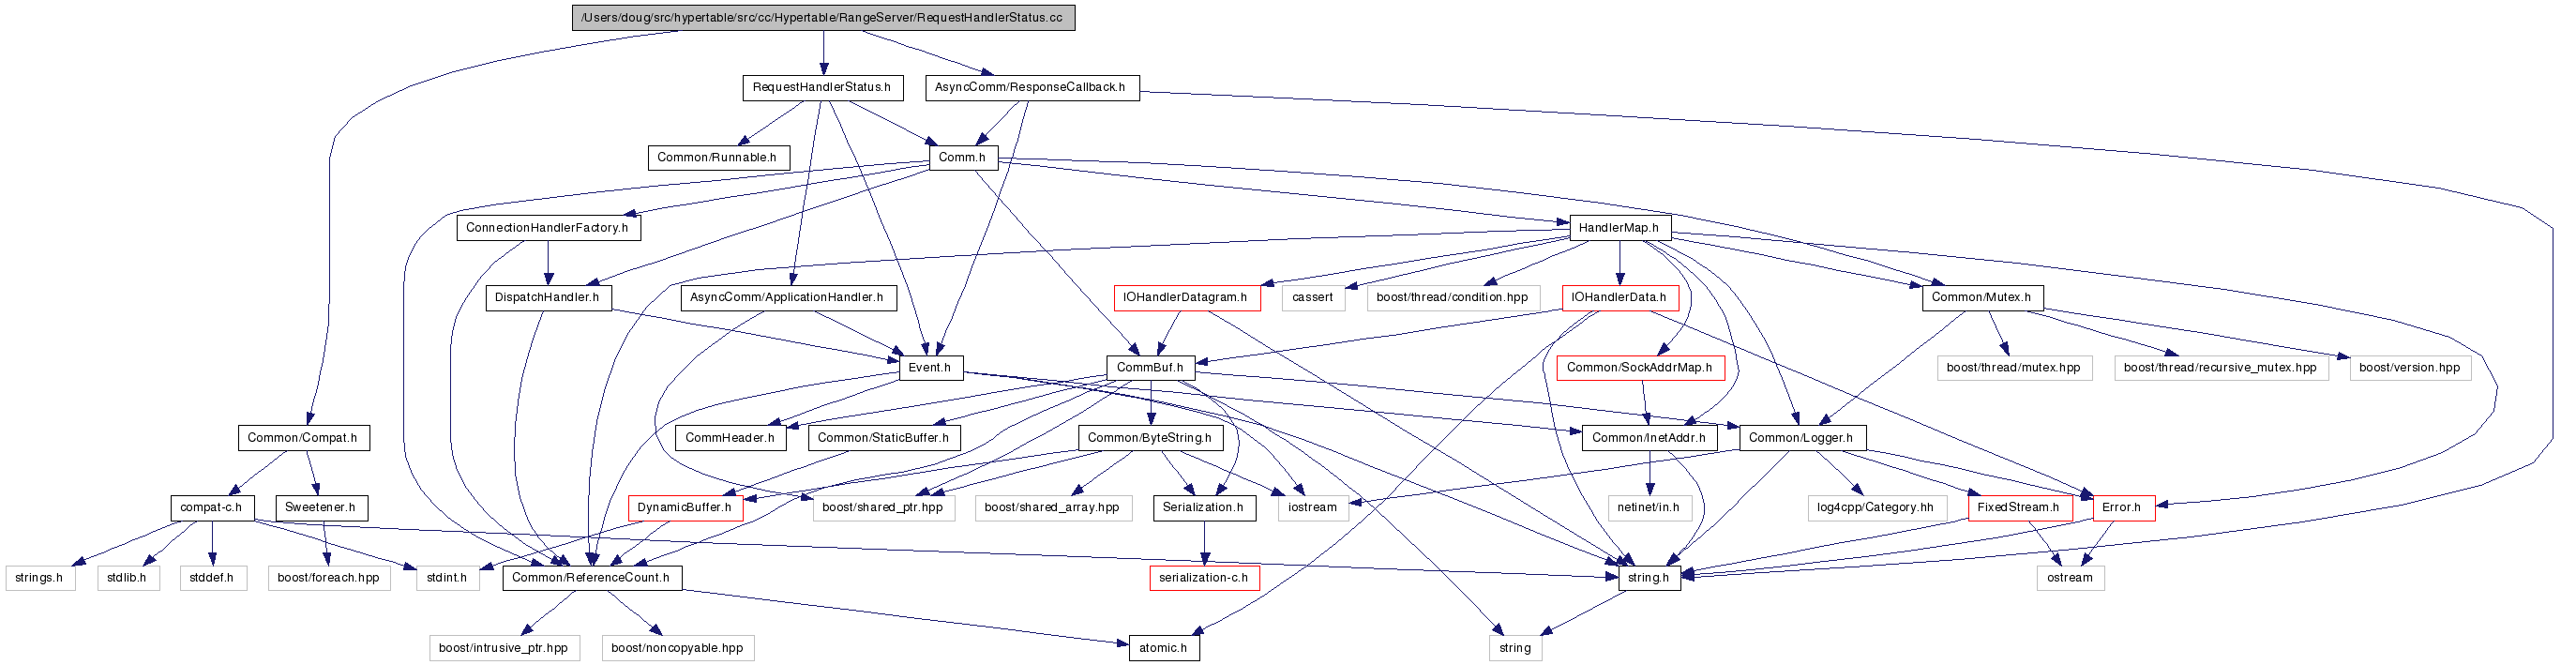 /Users/doug/src/hypertable/src/cc/Hypertable/RangeServer/RequestHandlerStatus.cc
RequestHandlerStatus.h
AsyncComm/ResponseCallback.h
Common/Runnable.h
Comm.h
ConnectionHandlerFactory.h
HandlerMap.h
DispatchHandler.h
AsyncComm/ApplicationHandler.h
IOHandlerDatagram.h
cassert
boost/thread/condition.hpp
IOHandlerData.h
Common/Mutex.h
Event.h
CommBuf.h
Common/SockAddrMap.h
boost/thread/mutex.hpp
boost/thread/recursive_mutex.hpp
boost/version.hpp
Common/Compat.h
CommHeader.h
Common/StaticBuffer.h
Common/ByteString.h
Common/InetAddr.h
Common/Logger.h
compat-c.h
Sweetener.h
DynamicBuffer.h
boost/shared_ptr.hpp
boost/shared_array.hpp
Serialization.h
iostream
netinet/in.h
log4cpp/Category.hh
FixedStream.h
Error.h
strings.h
stdlib.h
stddef.h
boost/foreach.hpp
stdint.h
Common/ReferenceCount.h
serialization-c.h
string.h
ostream
boost/intrusive_ptr.hpp
boost/noncopyable.hpp
atomic.h
string